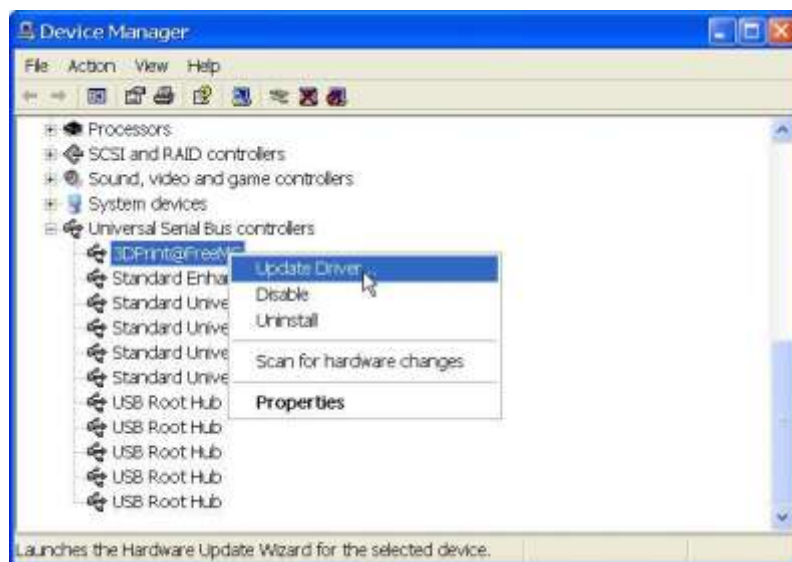 Device Manager
File Action View Help
Processors
SCSI and RAID controllers
Sound, video and game controllers
System devices
Universal Serial Bus controllers
3DPrint@FreeM
Standard Enha
Standard Unive
Standard Unive
Standard Unive
Standard Unive
USB Root Hub
USB Root Hub
USB Root Hub
USB Root Hub
USB Root Hub
Update Driver...
Disable
Uninstall
Scan for hardware changes
Properties
Launches the Hardware Update Wizard for the selected device.